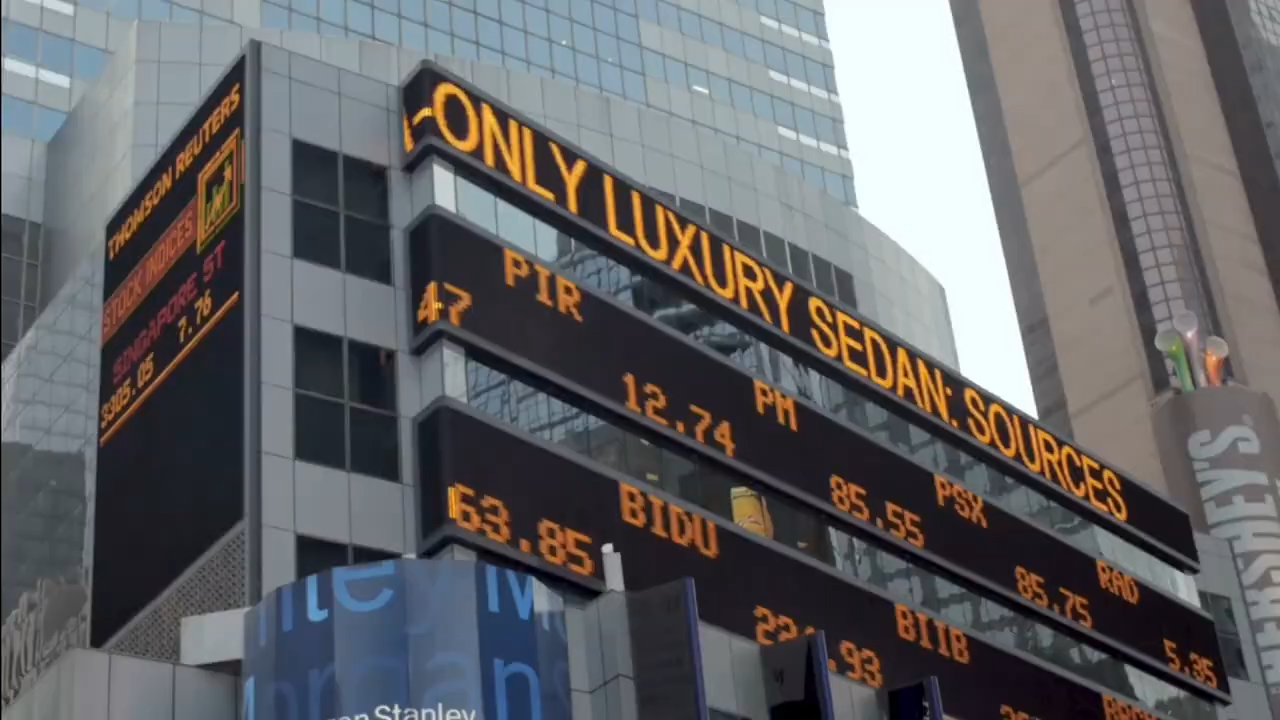 THOMSON REUTERS
STOCK INDICES
SINGAPORE ST
3305.05 7.76
-ONLY LUXURY SEDAN: SOURCES
47 PIR 12.74 PM 85.55 PSX 85.75 RAD 5.35
63.85 BIDU .93 BIIB
HERSHEY'S
Stanley